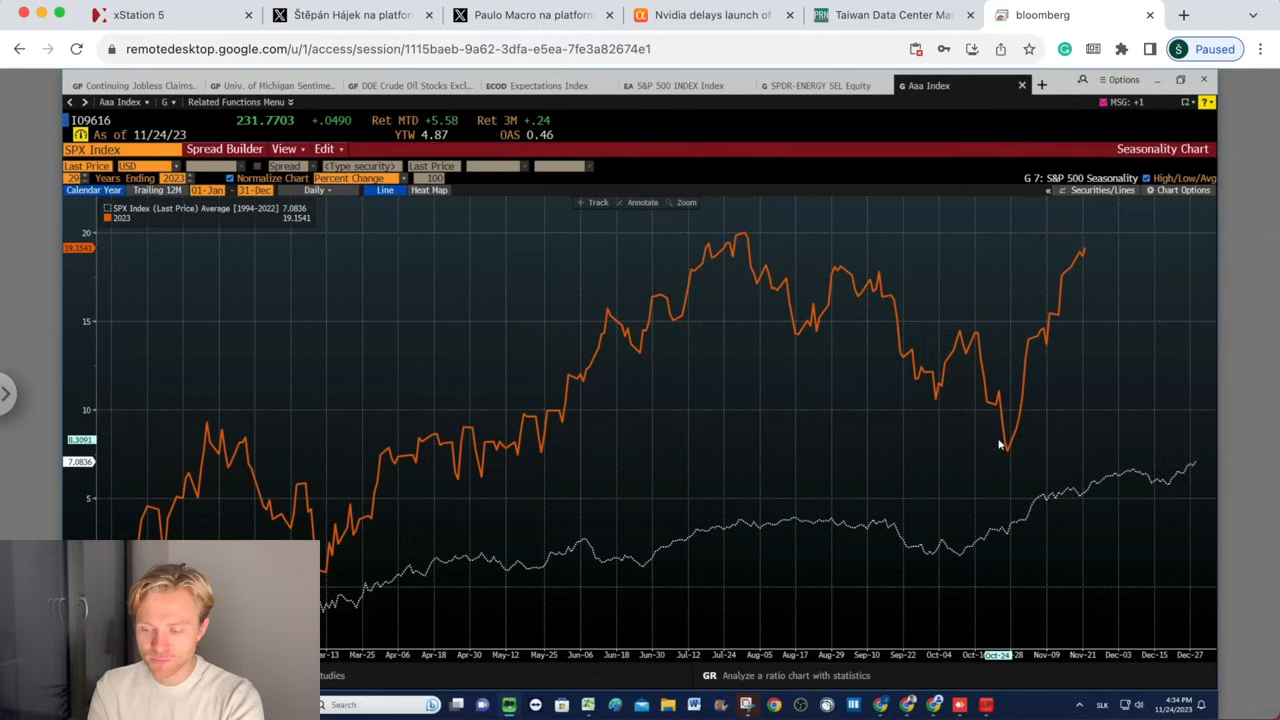 xStation 5
Štěpán Hájek na platfor
Paulo Macro na platform
Nvidia delays launch of
Taiwan Data Center Mar
bloomberg
remotedesktop.google.com/u/1/access/session/1115baeb-9a62-3dfa-e5ea-7fe3a82674e1
Š Paused
GP Continuing Jobless Claims..
GP Univ. of Michigan Sentime..
GP DOE Crude Oil Stocks Excl..
ECOD Expectations Index
EA S&P 500 INDEX Index
G SPDR-ENERGY SEL Equity
G Aaa Index
Options
Aaa Index G Related Functions Menu
MSG: +1
I09616 231.7703 +.0490 Ret MTD +5.58 Ret 3M +.24
As of 11/24/23 YTW 4.87 OAS 0.46
SPX Index Spread Builder View Edit Seasonality Chart
Last Price USD Spread <Type security> Last Price
29 Years Ending 2023 Normalize Chart Percent Change 100 G 7: S&P 500 Seasonality High/Low/Avg
Calendar Year Trailing 12M 01-Jan - 31-Dec Daily Line Heat Map « Securities/Lines Chart Options
Track Annotate Zoom
SPX Index (Last Price) Average [1994-2022] 7.0836
2023 19.1541
20
19.1541
15
10
8.3091
7.0836
5
-13 Mar-25 Apr-06 Apr-18 Apr-30 May-12 May-25 Jun-06 Jun-18 Jun-30 Jul-12 Jul-24 Aug-05 Aug-17 Aug-29 Sep-10 Sep-22 Oct-04 Oct-1 Oct-24 -28 Nov-09 Nov-21 Dec-03 Dec-15 Dec-27
tudies GR Analyze a ratio chart with statistics
Search
SLK
4:34 PM
11/24/2023